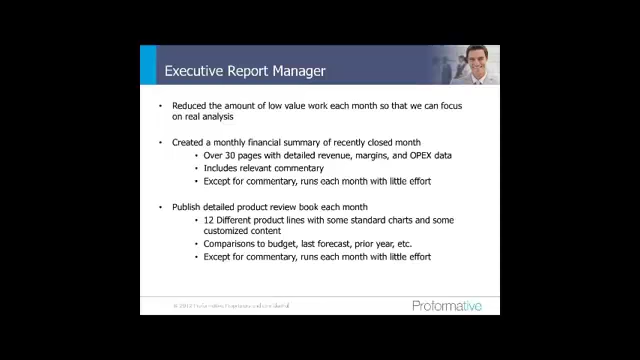 Executive Report Manager
• Reduced the amount of low value work each month so that we can focus
on real analysis
• Created a monthly financial summary of recently closed month
• Over 30 pages with detailed revenue, margins, and OPEX data
• Includes relevant commentary
• Except for commentary, runs each month with little effort
• Publish detailed product review book each month
• 12 Different product lines with some standard charts and some
customized content
• Comparisons to budget, last forecast, prior year, etc.
• Except for commentary, runs each month with little effort
Proformative